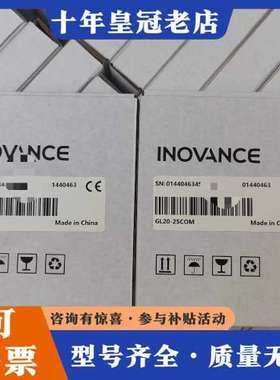 十年皇冠老店
INOVANCE
1440463
CE
Made in China
INOVANCE
SN:0144046345
01440463
Made in China
GL20-2SCOM
票
咨询有惊喜·参与补贴活动
型号齐全·质量无忧